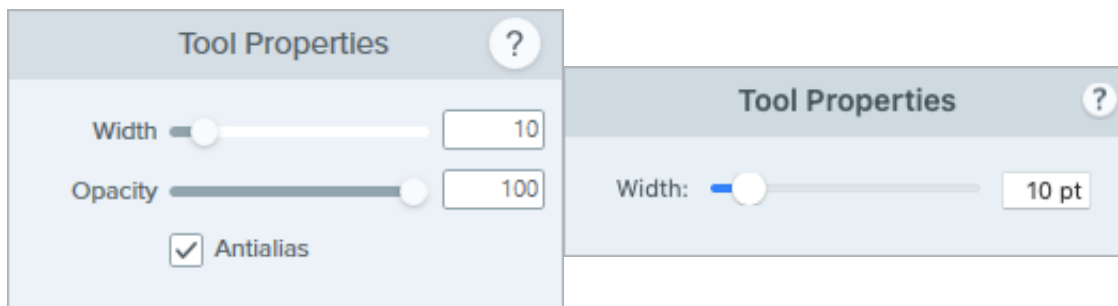 Tool Properties ?
Width 10
Opacity 100
Antialias
Tool Properties ?
Width: 10 pt